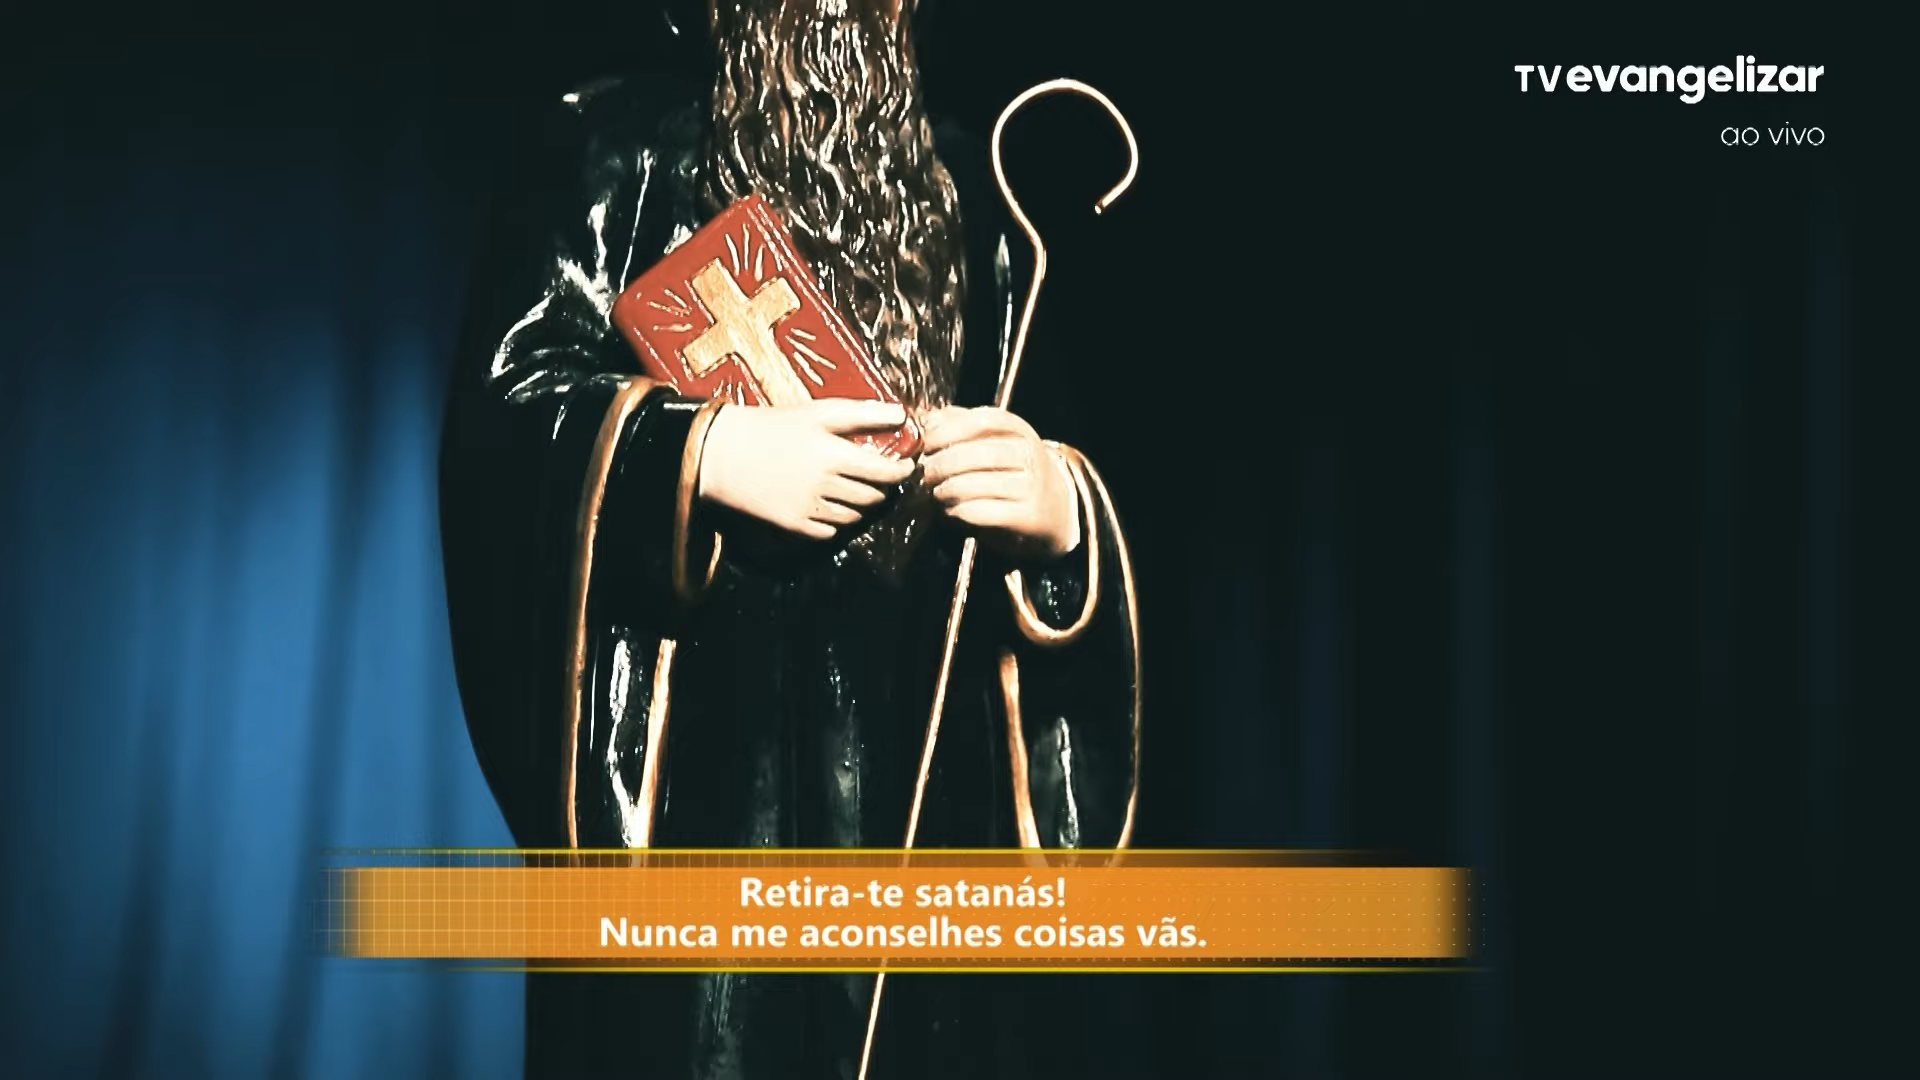 TVevangelizar
ao vivo
Retira-te satanás!
Nunca me aconselhes coisas vãs.